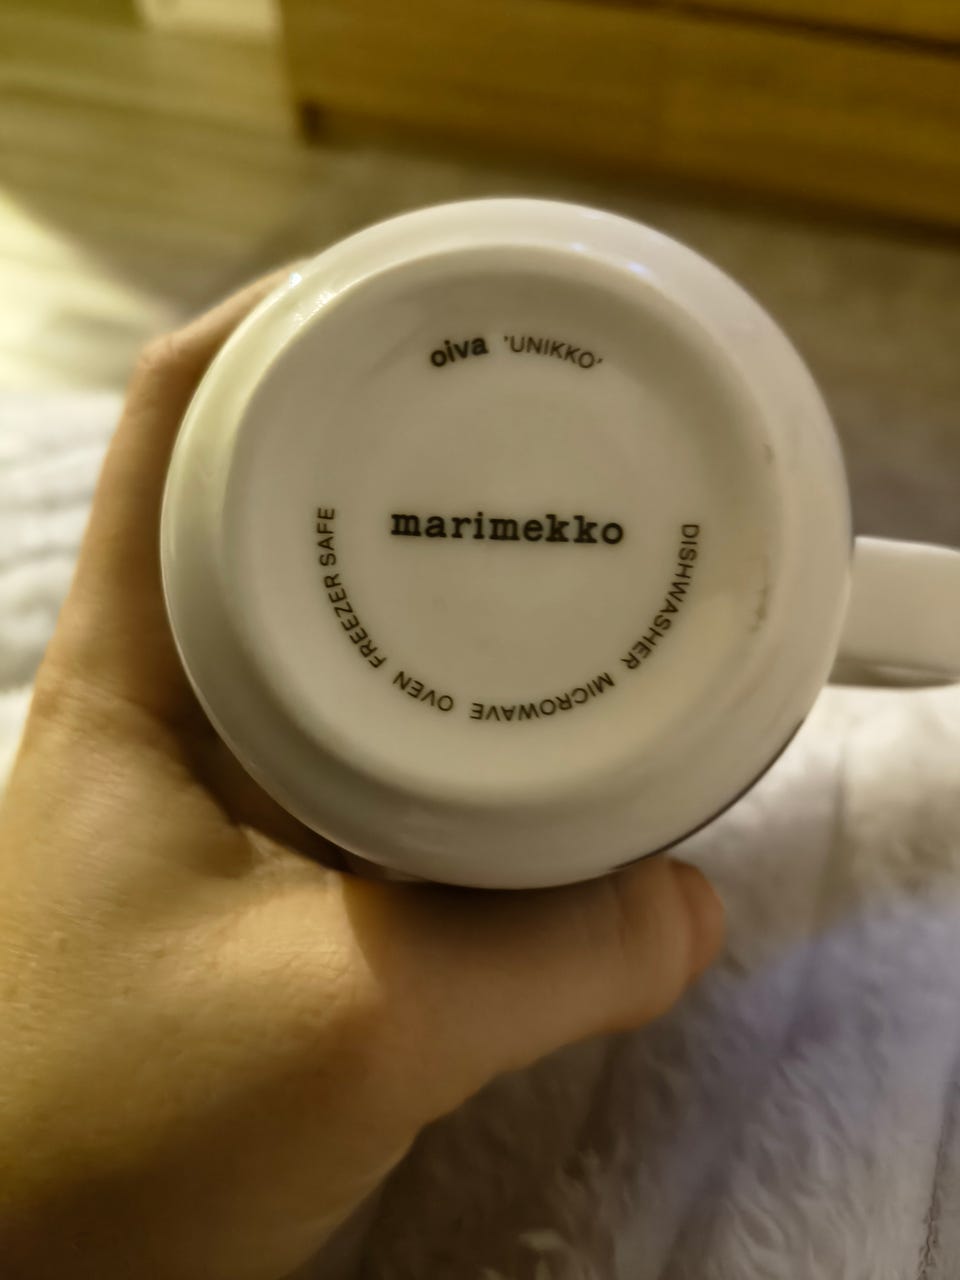 oiva 'UNIKKO'
marimekko
DISHWASHER MICROWAVE OVEN FREEZER SAFE